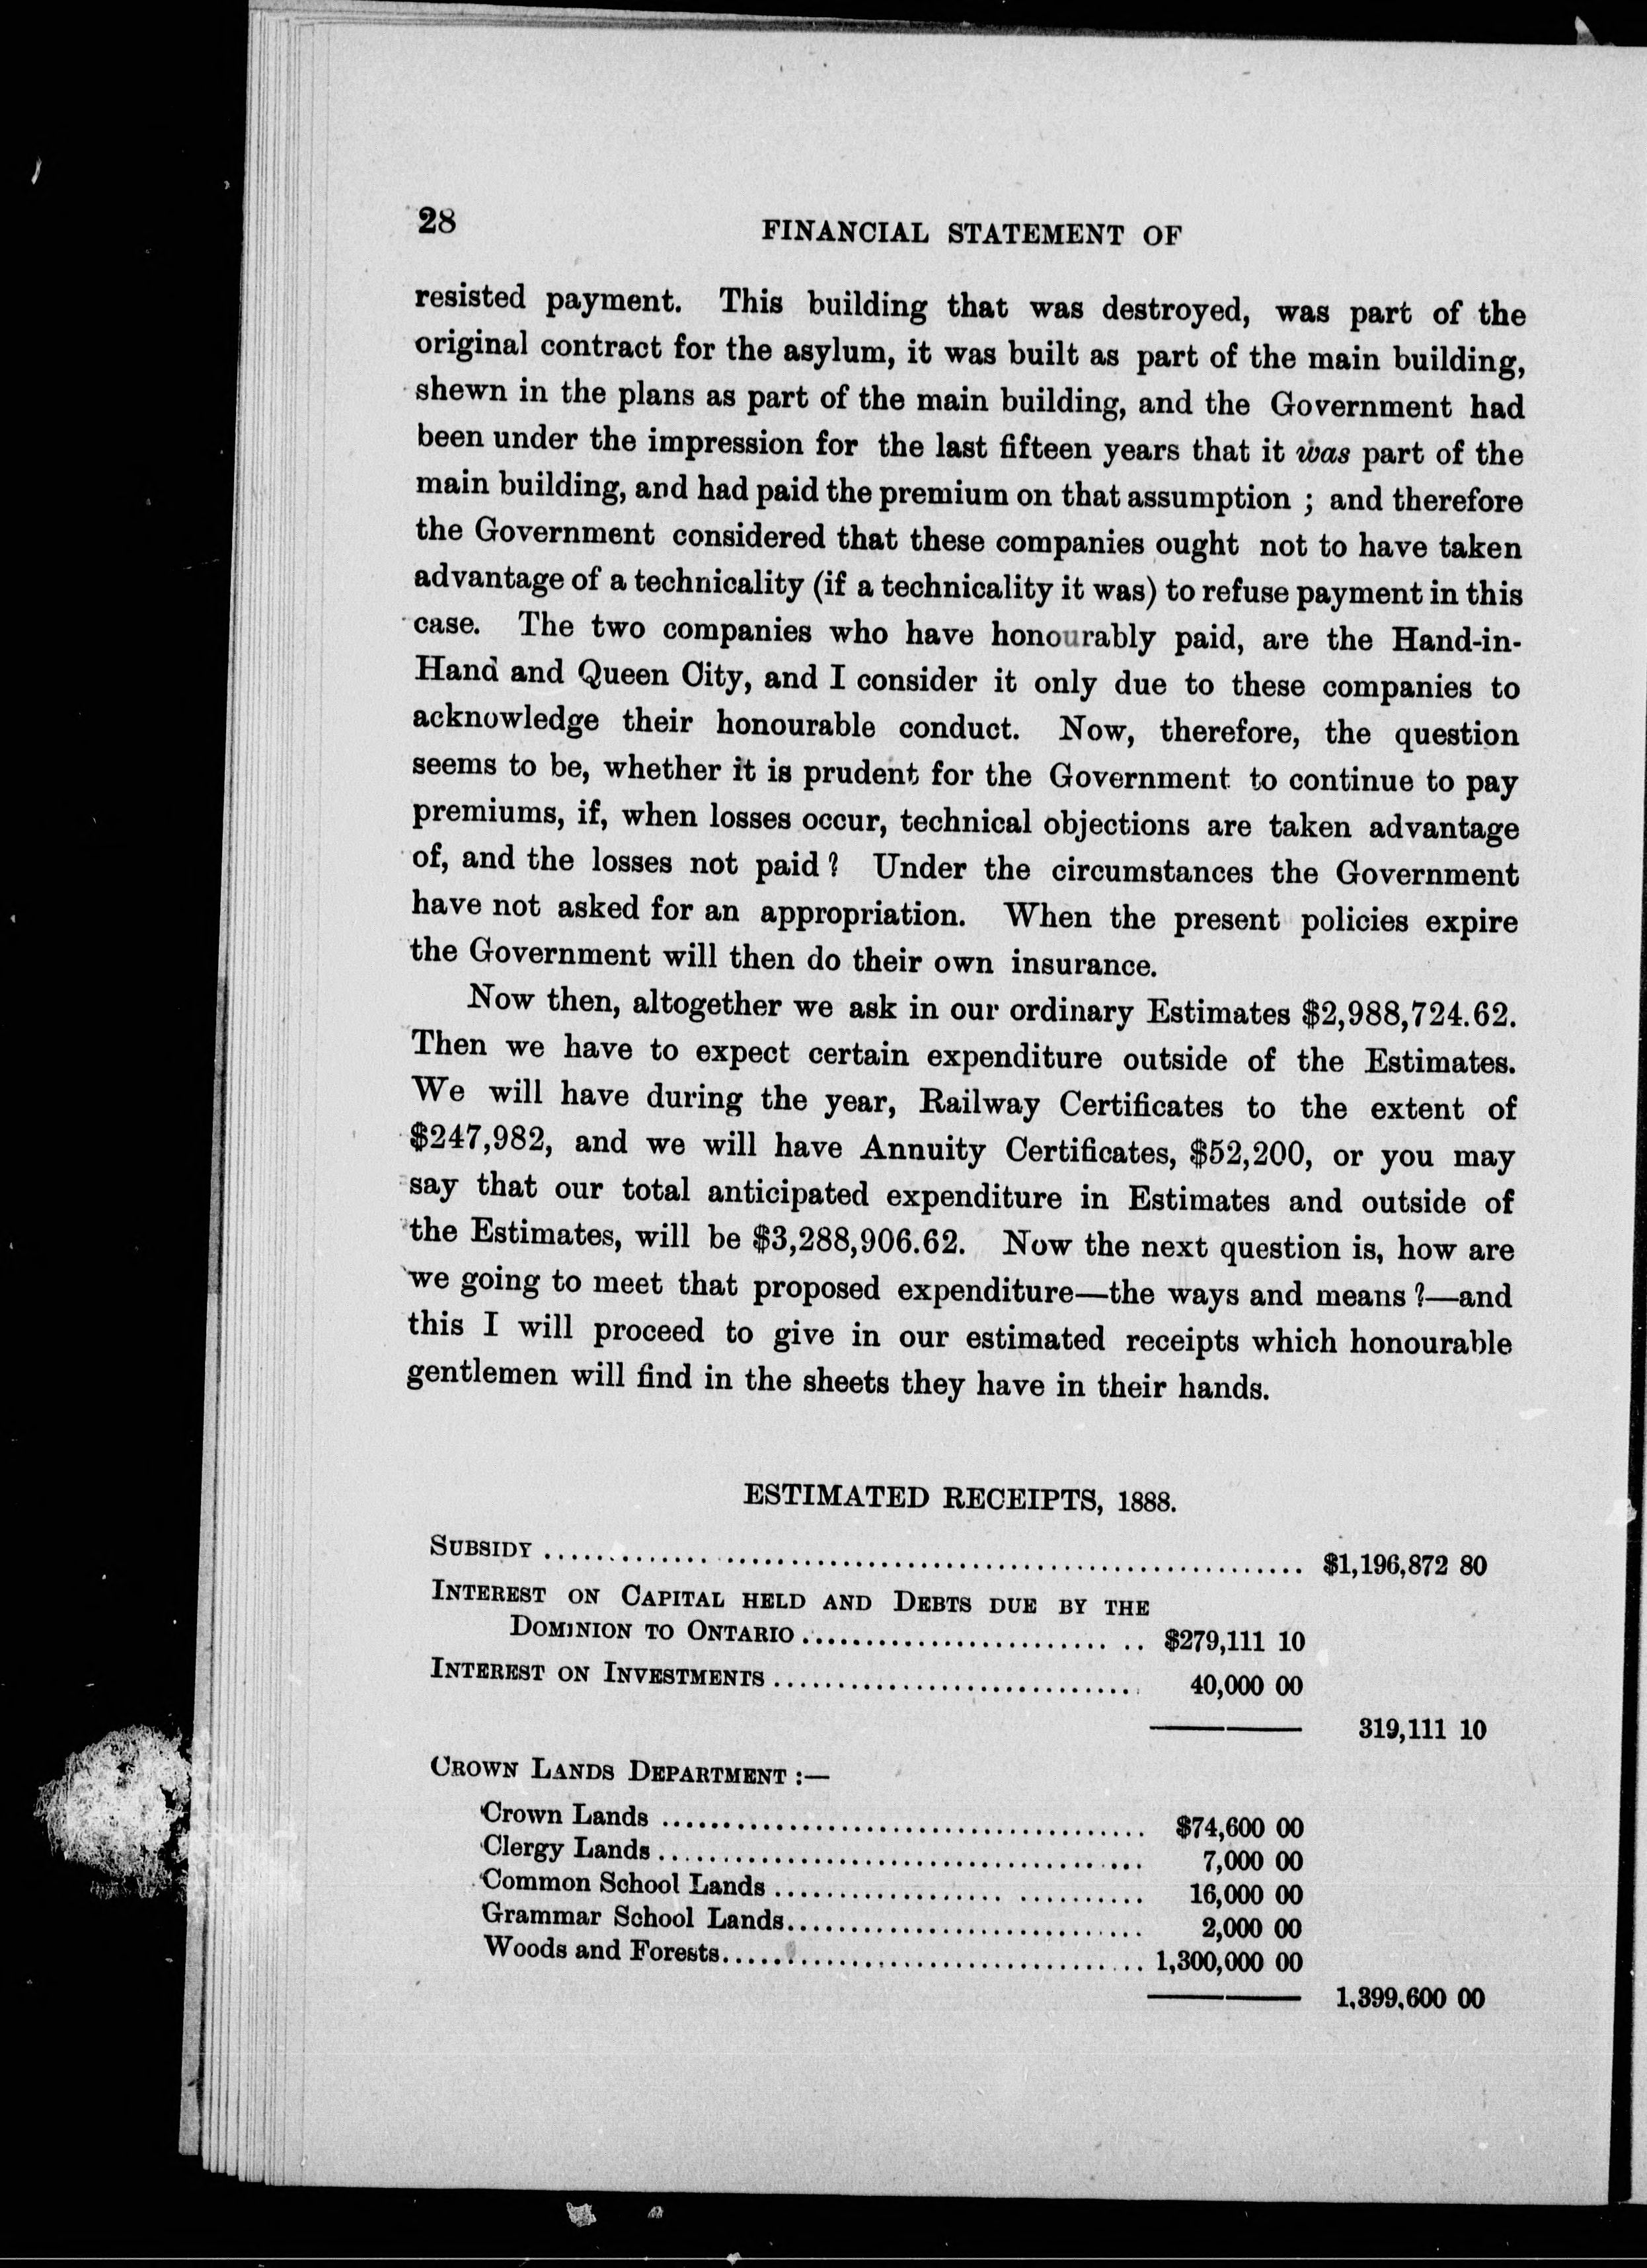 28
FINANCIAL STATEMENT OF
resisted payment. This building that was destroyed, was part of the
original contract for the asylum, it was built as part of the main building,
shewn in the plans as part of the main building, and the Government had
been under the impression for the last fifteen years that it was part of the
main building, and had paid the premium on that assumption ; and therefore
the Government considered that these companies ought not to have taken
advantage of a technicality (if a technicality it was) to refuse payment in this
case. The two companies who have honourably paid, are the Hand-in-
Hand and Queen City, and I consider it only due to these companies to
acknowledge their honourable conduct. Now, therefore, the question
seems to be, whether it is prudent for the Government to continue to pay
premiums, if, when losses occur, technical objections are taken advantage
of, and the losses not paid? Under the circumstances the Government
have not asked for an appropriation. When the present policies expire
the Government will then do their own insurance.
Now then, altogether we ask in our ordinary Estimates $2,988,724.62.
Then we have to expect certain expenditure outside of the Estimates.
We will have during the year, Railway Certificates to the extent of
$247,982, and we will have Annuity Certificates, $52,200, or you may
say that our total anticipated expenditure in Estimates and outside of
the Estimates, will be $3,288,906.62. Now the next question is, how are
we going to meet that proposed expenditure—the ways and means?—and
this I will proceed to give in our estimated receipts which honourable
gentlemen will find in the sheets they have in their hands.
ESTIMATED RECEIPTS, 1888.
SUBSIDY ........................................ $1,196,872 80
INTEREST ON CAPITAL HELD AND DEBTS DUE BY THE
DOMINION TO ONTARIO ........................ $279,111 10
INTEREST ON INVESTMENTS ........................ 40,000 00
319,111 10
CROWN LANDS DEPARTMENT :—
Crown Lands ........................ $74,600 00
Clergy Lands ........................ 7,000 00
Common School Lands ........................ 16,000 00
Grammar School Lands ........................ 2,000 00
Woods and Forests ........................ 1,300,000 00
1,399,600 00